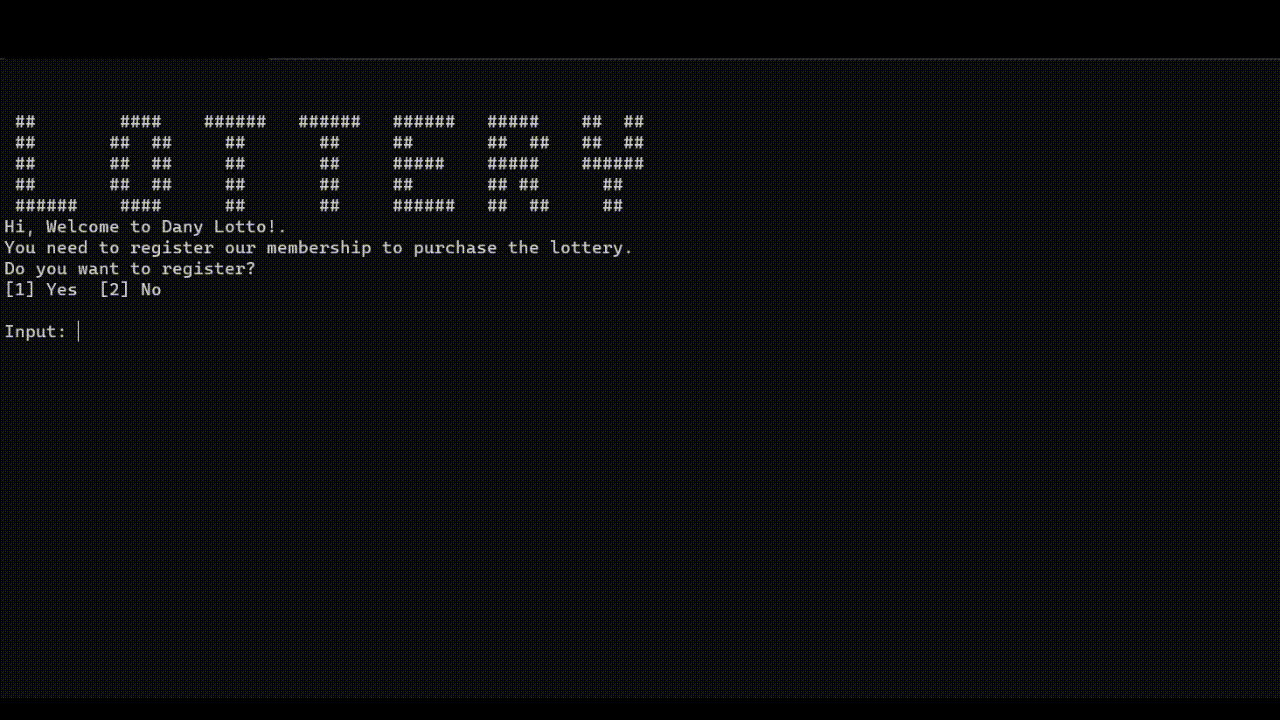 LOTTERY
Hi, Welcome to Dany Lotto!.
You need to register our membership to purchase the lottery.
Do you want to register?
[1] Yes  [2] No
Input: